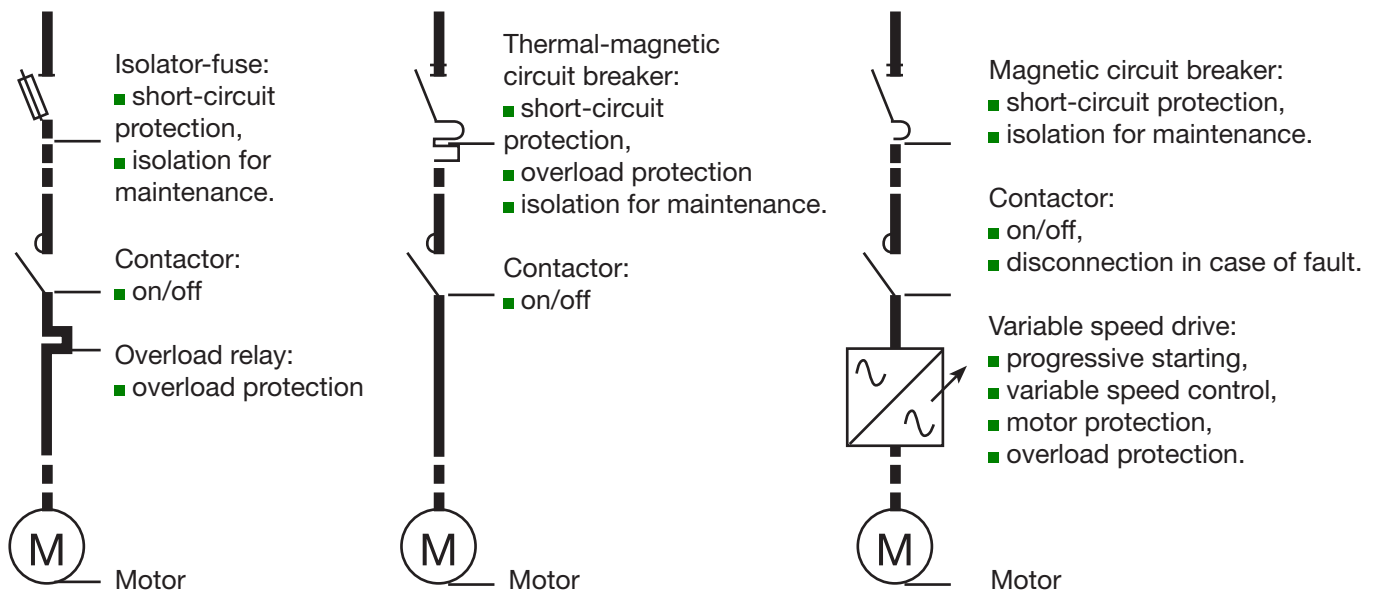 Isolator-fuse:
■ short-circuit
protection,
■ isolation for
maintenance.
Contactor:
■ on/off
Overload relay:
■ overload protection
M
Motor
Thermal-magnetic
circuit breaker:
■ short-circuit
protection,
■ overload protection
■ isolation for maintenance.
Contactor:
■ on/off
M
Motor
Magnetic circuit breaker:
■ short-circuit protection,
■ isolation for maintenance.
Contactor:
■ on/off,
■ disconnection in case of fault.
Variable speed drive:
■ progressive starting,
■ variable speed control,
■ motor protection,
■ overload protection.
M
Motor